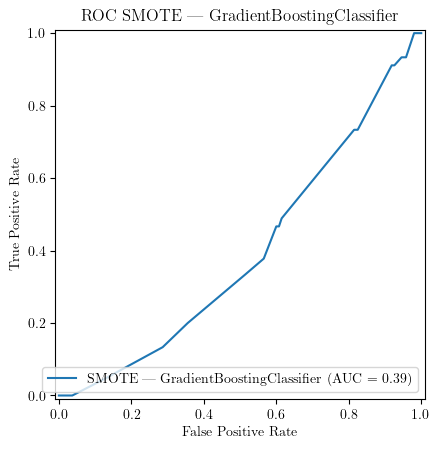 ROC SMOTE — GradientBoostingClassifier
1.0
0.8
0.6
0.4
0.2
0.0
True Positive Rate
SMOTE — GradientBoostingClassifier (AUC = 0.39)
0.0 0.2 0.4 0.6 0.8 1.0
False Positive Rate